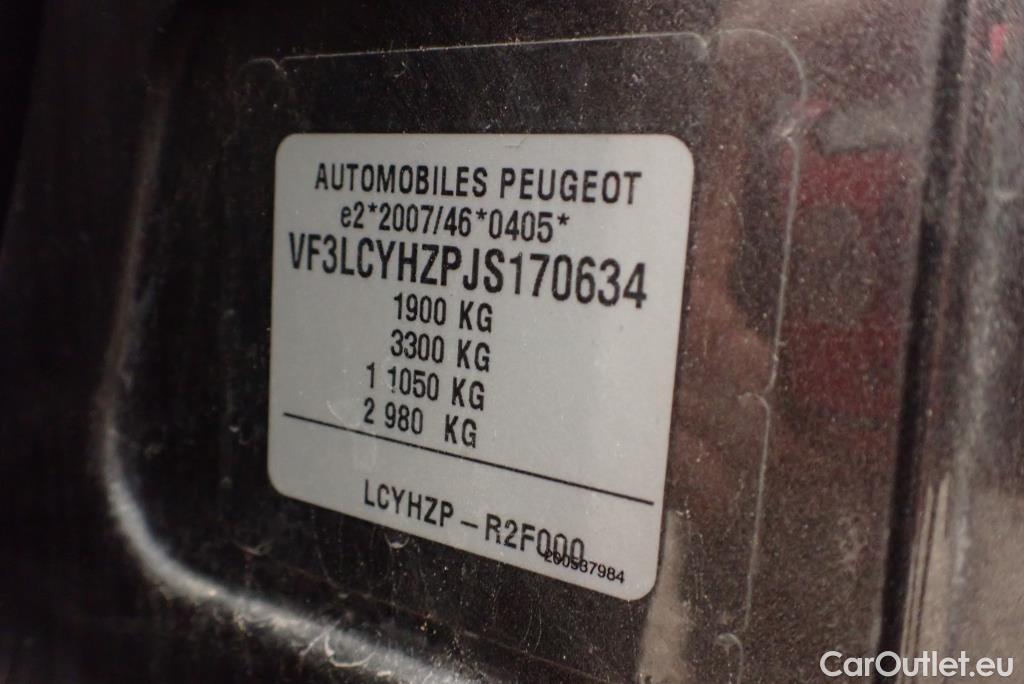 AUTOMOBILES PEUGEOT
e2*2007/46*0405*
VF3LCYHZPJS170634
1900 KG
3300 KG
1 1050 KG
2 980 KG
LCYHZP – R2F000
200537984
CarOutlet.eu